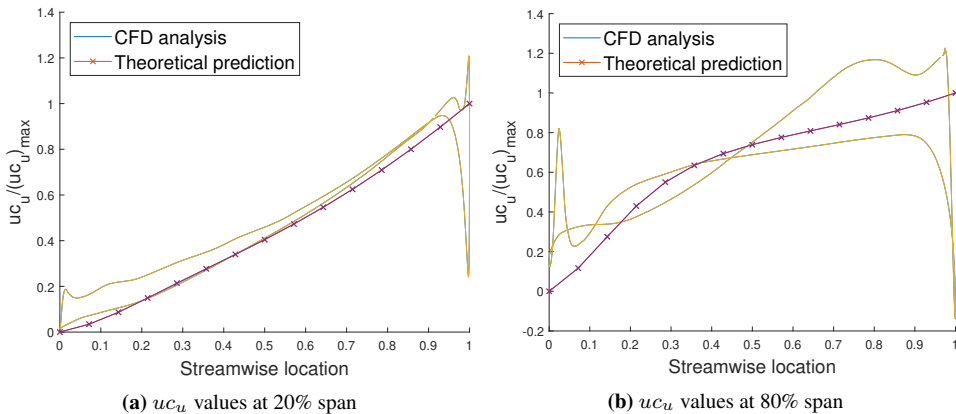 CFD analysis
Theoretical prediction
uc_u/(uc_u)_max
1.4
1.2
1
0.8
0.6
0.4
0.2
0
0 0.1 0.2 0.3 0.4 0.5 0.6 0.7 0.8 0.9 1
Streamwise location
(a) uc_u values at 20% span
CFD analysis
Theoretical prediction
uc_u/(uc_u)_max
1.4
1.2
1
0.8
0.6
0.4
0.2
0
-0.2
0 0.1 0.2 0.3 0.4 0.5 0.6 0.7 0.8 0.9 1
Streamwise location
(b) uc_u values at 80% span